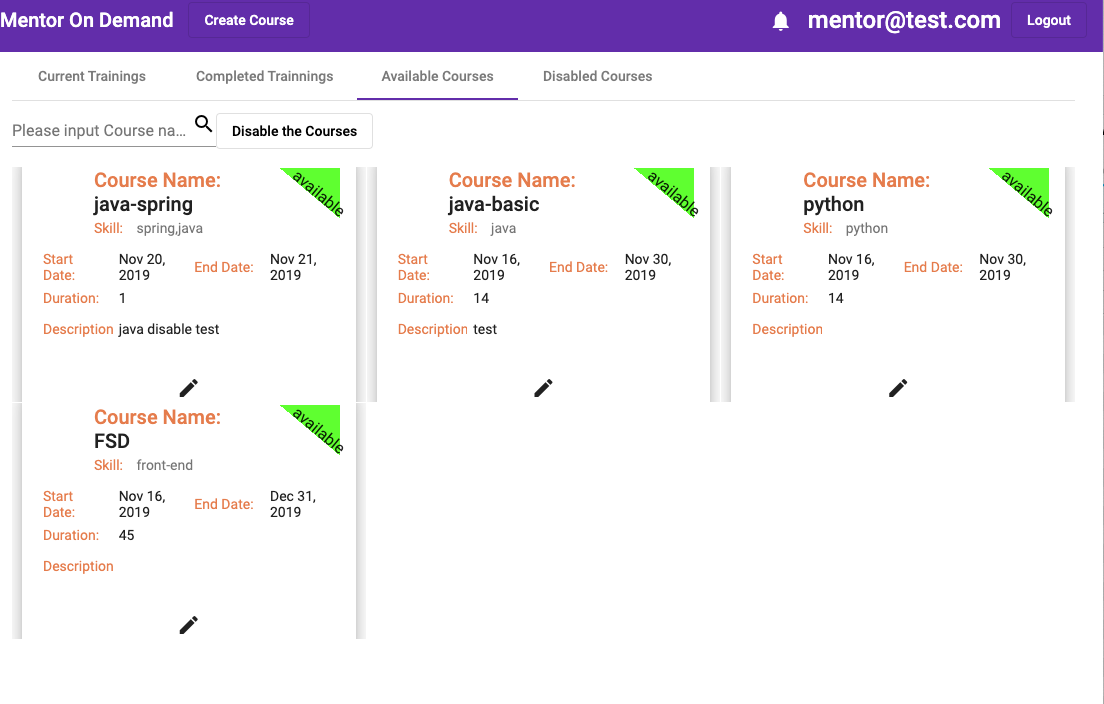 Mentor On Demand Create Course mentor@test.com Logout
Current Trainings Completed Trainnings Available Courses Disabled Courses
Please input Course na... Disable the Courses
Course Name:
java-spring
available
Skill: spring,java
Start Date: Nov 20, 2019 End Date: Nov 21, 2019
Duration: 1
Description java disable test
Course Name:
java-basic
available
Skill: java
Start Date: Nov 16, 2019 End Date: Nov 30, 2019
Duration: 14
Description test
Course Name:
python
available
Skill: python
Start Date: Nov 16, 2019 End Date: Nov 30, 2019
Duration: 14
Description
Course Name:
FSD
available
Skill: front-end
Start Date: Nov 16, 2019 End Date: Dec 31, 2019
Duration: 45
Description